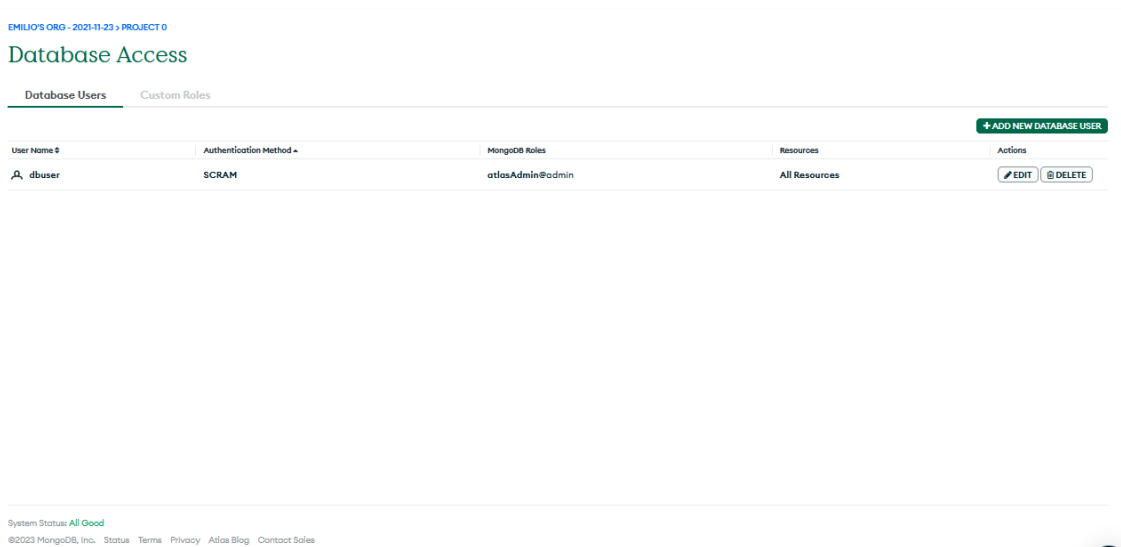 EMILIO'S ORG - 2021-11-23 > PROJECT 0
Database Access
Database Users Custom Roles
+ ADD NEW DATABASE USER
User Name Authentication Method MongoDB Roles Resources Actions
dbuser SCRAM atlasAdmin@admin All Resources EDIT DELETE
System Status: All Good
©2023 MongoDB, Inc. Status Terms Privacy Atlas Blog Contact Sales